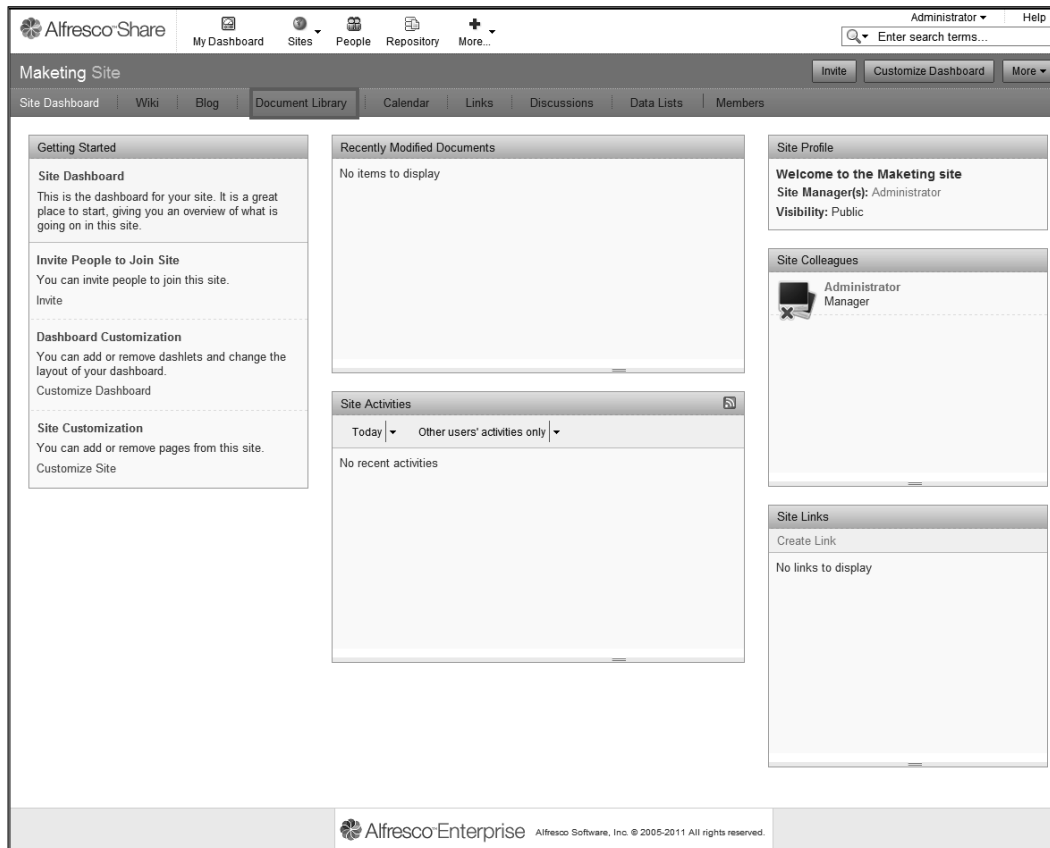 Alfresco Share
My Dashboard Sites People Repository More...
Administrator Help
Enter search terms...
Maketing Site
Invite Customize Dashboard More
Site Dashboard Wiki Blog Document Library Calendar Links Discussions Data Lists Members
Getting Started
Site Dashboard
This is the dashboard for your site. It is a great
place to start, giving you an overview of what is
going on in this site.
Invite People to Join Site
You can invite people to join this site.
Invite
Dashboard Customization
You can add or remove dashlets and change the
layout of your dashboard.
Customize Dashboard
Site Customization
You can add or remove pages from this site.
Customize Site
Recently Modified Documents
No items to display
Site Activities
Today Other users' activities only
No recent activities
Site Profile
Welcome to the Maketing site
Site Manager(s): Administrator
Visibility: Public
Site Colleagues
Administrator
Manager
Site Links
Create Link
No links to display
Alfresco Enterprise Alfresco Software, Inc. © 2005-2011 All rights reserved.